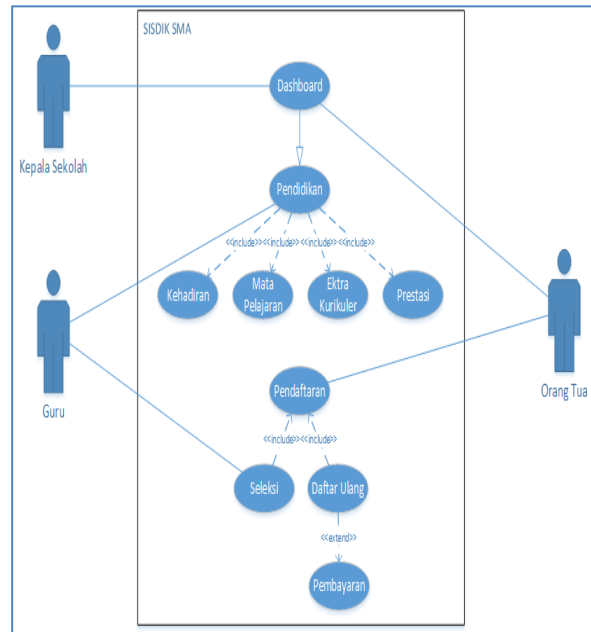 SISDIK SMA
Dashboard
Kepala Sekolah
Pendidikan
<<include>> <<include>> <<include>> <<include>>
Kehadiran
Mata
Pelajaran
Ektra
Kurikuler
Prestasi
Guru
Orang Tua
Pendaftaran
<<include>> <<include>>
Seleksi
Daftar Ulang
<<extend>>
Pembayaran